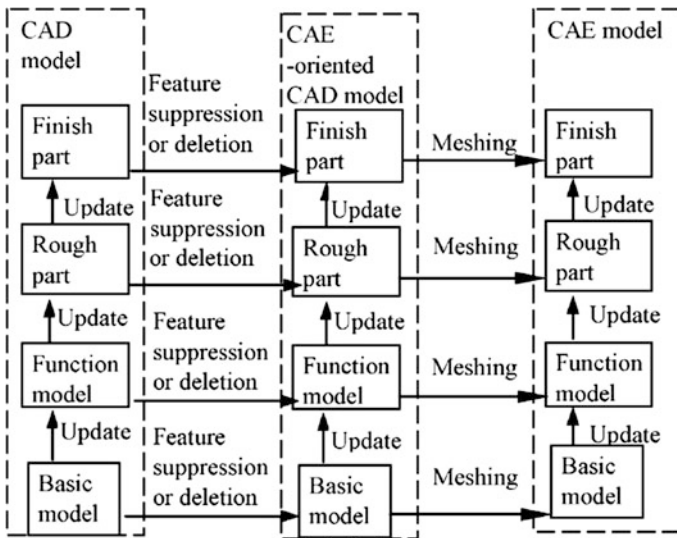 CAD
model
CAE
-oriented
CAD model
CAE model
Feature
suppression
or deletion
Finish
part
Finish
part
Meshing
Finish
part
Update
Update
Update
Feature
suppression
or deletion
Rough
part
Rough
part
Meshing
Rough
part
Update
Update
Update
Feature
suppression
or deletion
Function
model
Function
model
Meshing
Function
model
Update
Update
Update
Feature
suppression
or deletion
Basic
model
Basic
model
Meshing
Basic
model